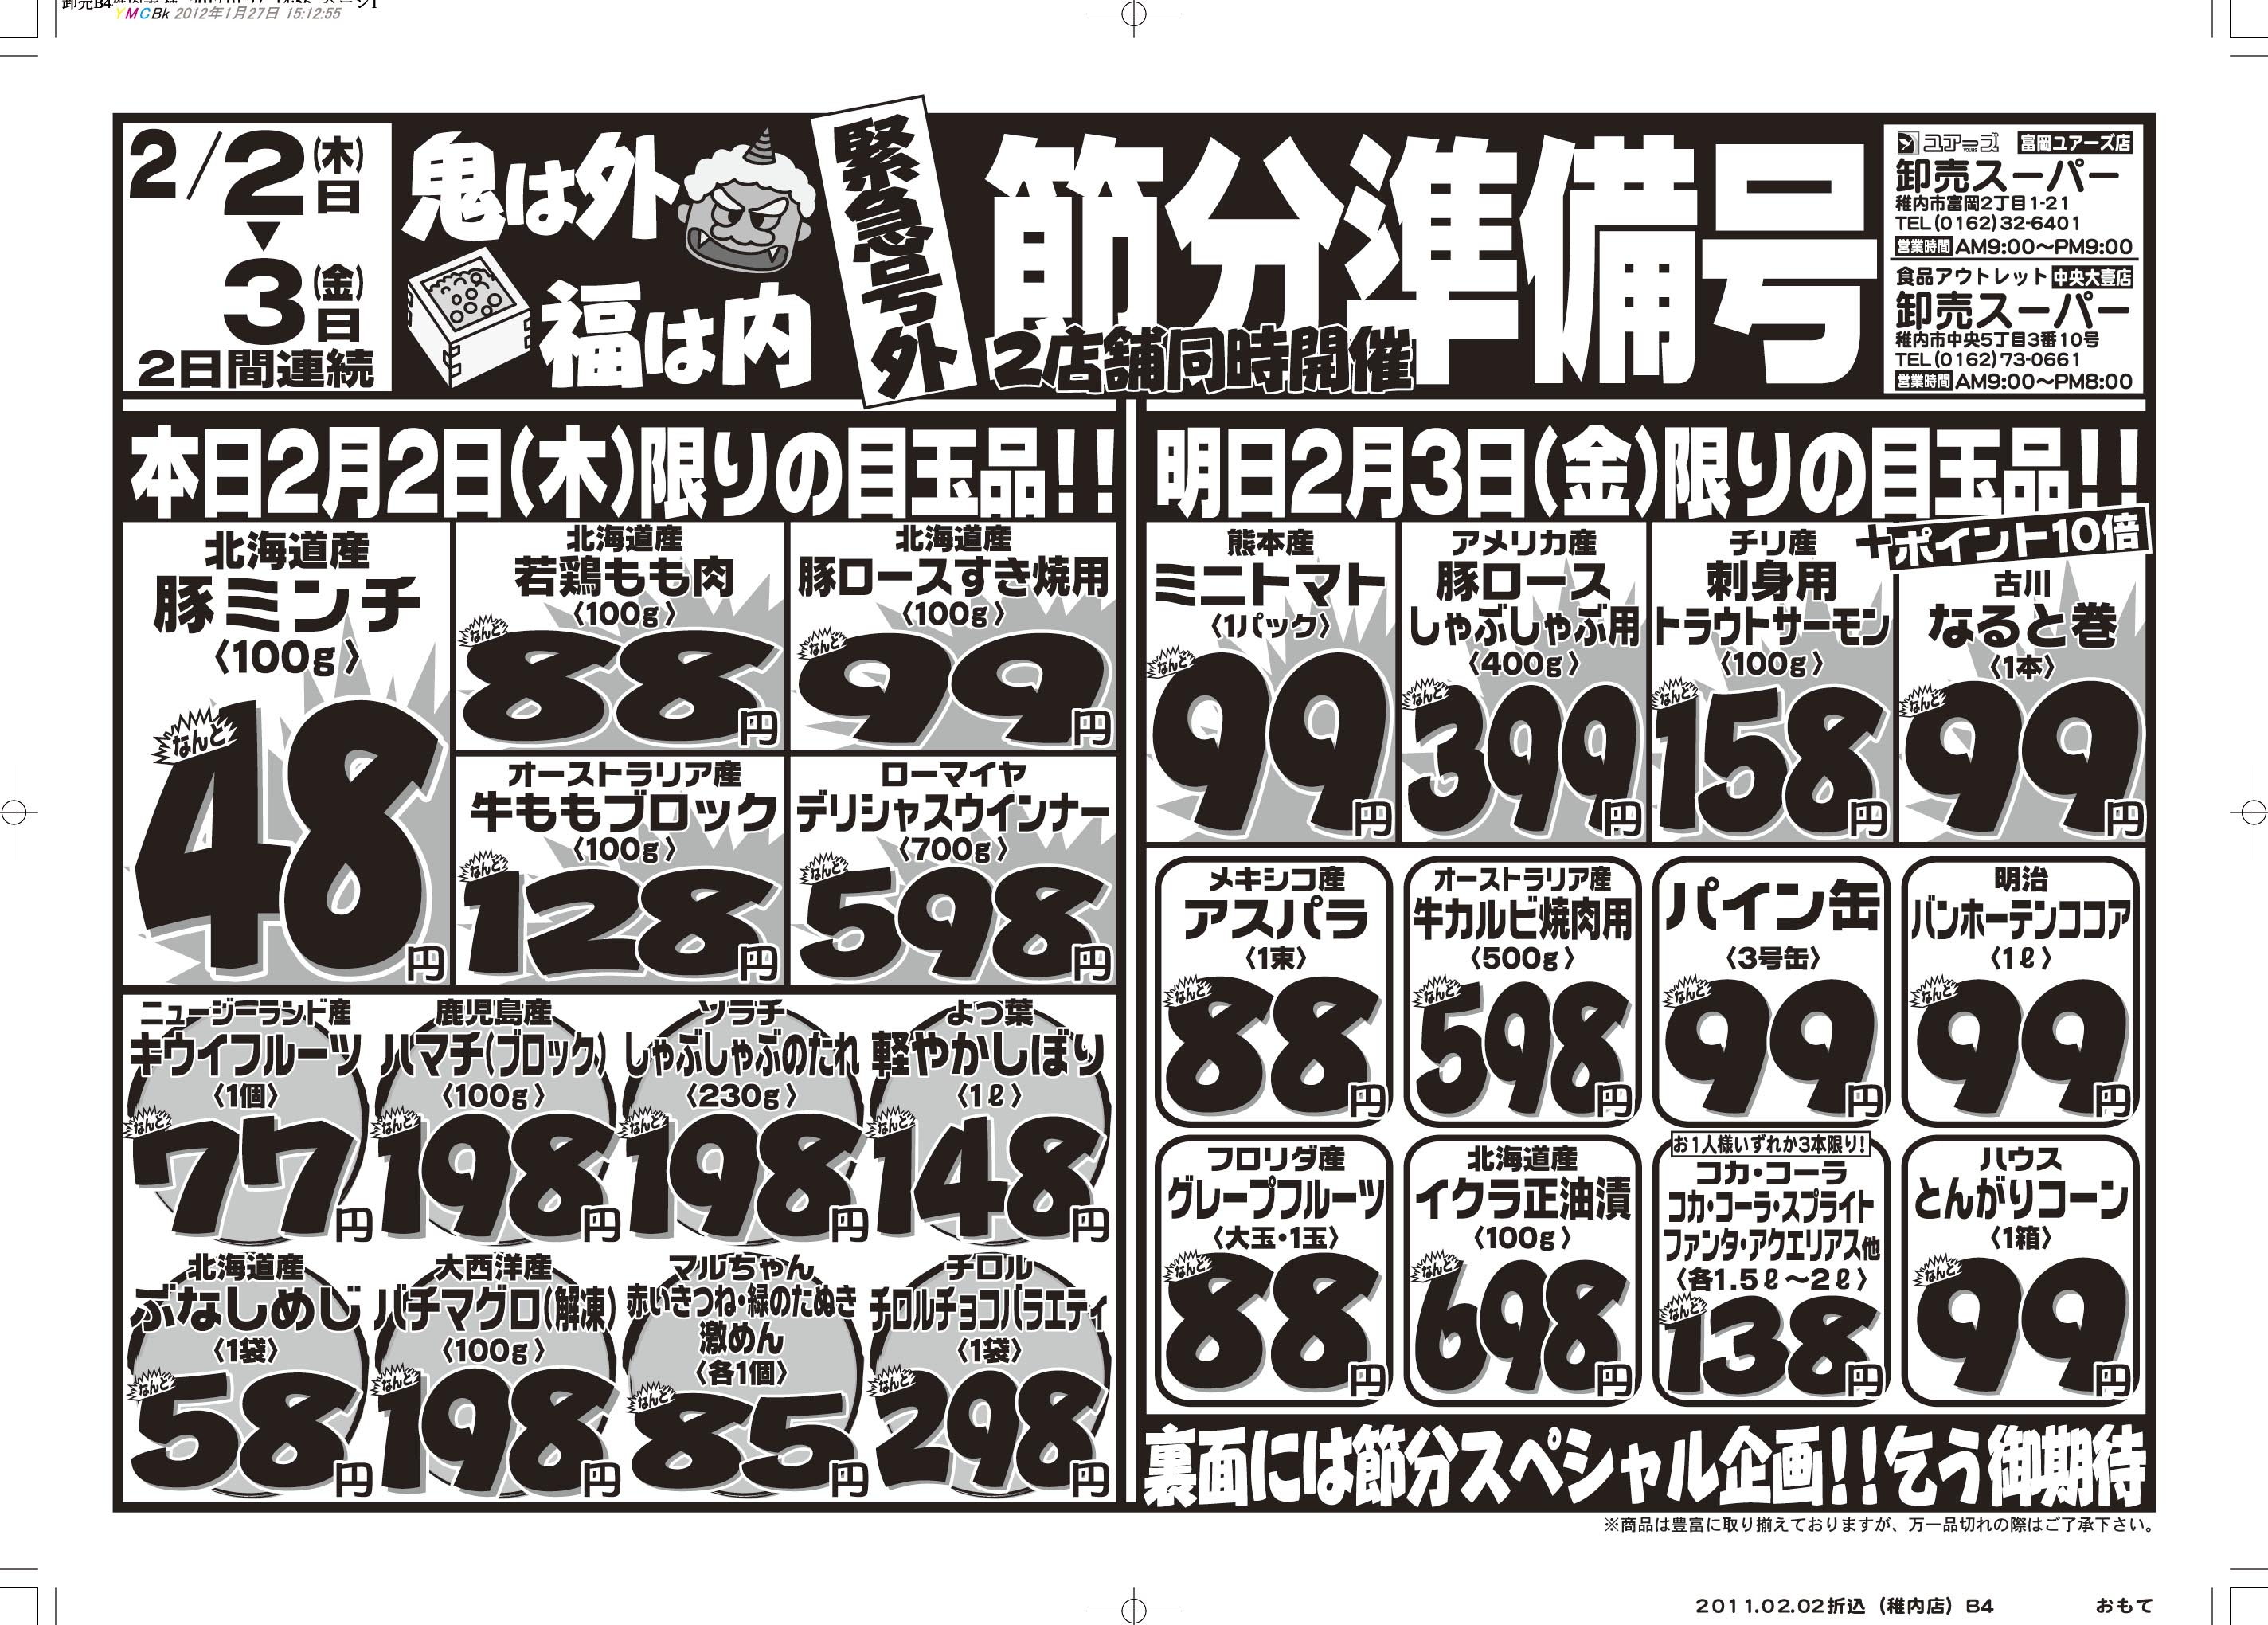 YMCBk 2012年1月27日 15:12:55
2/2(木)日
▼
3(金)日
2日間連続
鬼は外
福は内
緊急号外
節分準備号
2店舗同時開催
ユアーズ 富岡ユアーズ店
卸売スーパー
稚内市富岡2丁目1-21
TEL(0162)32-6401
営業時間 AM9:00〜PM9:00
食品アウトレット 中央大壹店
卸売スーパー
稚内市中央5丁目3番10号
TEL(0162)73-0661
営業時間 AM9:00〜PM8:00
本日2月2日(木)限りの目玉品!!
北海道産
豚ミンチ
〈100g〉
なんと
48円
北海道産
若鶏もも肉
〈100g〉
なんと
88円
北海道産
豚ロースすき焼用
〈100g〉
なんと
99円
オーストラリア産
牛ももブロック
〈100g〉
なんと
128円
ローマイヤ
デリシャスウインナー
〈700g〉
なんと
598円
ニュージーランド産
キウイフルーツ
〈1個〉
なんと
77円
鹿児島産
ハマチ(ブロック)
〈100g〉
なんと
198円
ソラチ
しゃぶしゃぶのたれ
〈230g〉
なんと
198円
よつ葉
軽やかしぼり
〈1ℓ〉
なんと
148円
北海道産
ぶなしめじ
〈1袋〉
なんと
58円
大西洋産
バチマグロ(解凍)
〈100g〉
なんと
198円
マルちゃん
赤いきつね・緑のたぬき
激めん
〈各1個〉
なんと
85円
チロル
チロルチョコバラエティ
〈1袋〉
なんと
298円
明日2月3日(金)限りの目玉品!!
+ポイント10倍
熊本産
ミニトマト
〈1パック〉
なんと
99円
アメリカ産
豚ロース
しゃぶしゃぶ用
〈400g〉
なんと
399円
チリ産
刺身用
トラウトサーモン
〈100g〉
なんと
158円
古川
なると巻
〈1本〉
なんと
99円
メキシコ産
アスパラ
〈1束〉
なんと
88円
オーストラリア産
牛カルビ焼肉用
〈500g〉
なんと
598円
パイン缶
〈3号缶〉
なんと
99円
明治
バンホーテンココア
〈1ℓ〉
なんと
99円
フロリダ産
グレープフルーツ
〈大玉・1玉〉
なんと
88円
北海道産
イクラ正油漬
〈100g〉
なんと
698円
お1人様いずれか3本限り!
コカ・コーラ
コカ・コーラ・スプライト
ファンタ・アクエリアス他
〈各1.5ℓ〜2ℓ〉
なんと
138円
ハウス
とんがりコーン
〈1箱〉
なんと
99円
裏面には節分スペシャル企画!!乞う御期待
※商品は豊富に取り揃えておりますが、万一品切れの際はご了承下さい。
2011.02.02折込（稚内店）B4 おもて